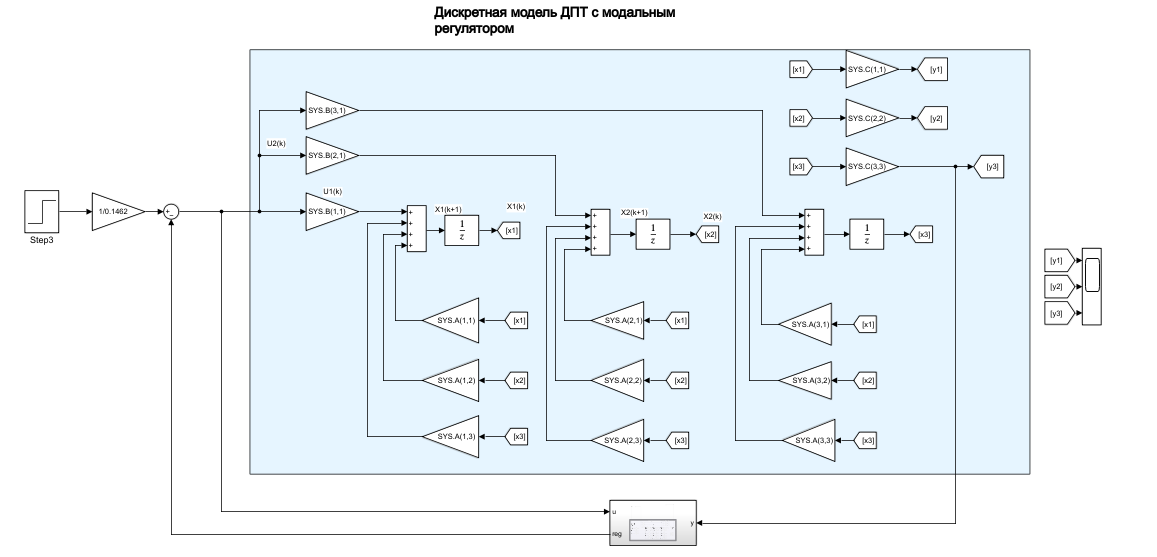 Дискретная модель ДПТ с модальным
регулятором
[x1] SYS.C(1,1) [y1]
SYS.B(3,1)
[x2] SYS.C(2,2) [y2]
U2(k)
SYS.B(2,1)
[x3] SYS.C(3,3) [y3]
U1(k)
Step3
1/0.1462
+
-
SYS.B(1,1)
+
+
+
+
X1(k+1)
1
z
X1(k)
[x1]
+
+
+
+
X2(k+1)
1
z
X2(k)
[x2]
+
+
+
+
1
z
[x3]
[y1]
[y2]
[y3]
SYS.A(1,1) [x1] SYS.A(2,1) [x1] SYS.A(3,1) [x1]
SYS.A(1,2) [x2] SYS.A(2,2) [x2] SYS.A(3,2) [x2]
SYS.A(1,3) [x3] SYS.A(2,3) [x3] SYS.A(3,3) [x3]
u
y
reg